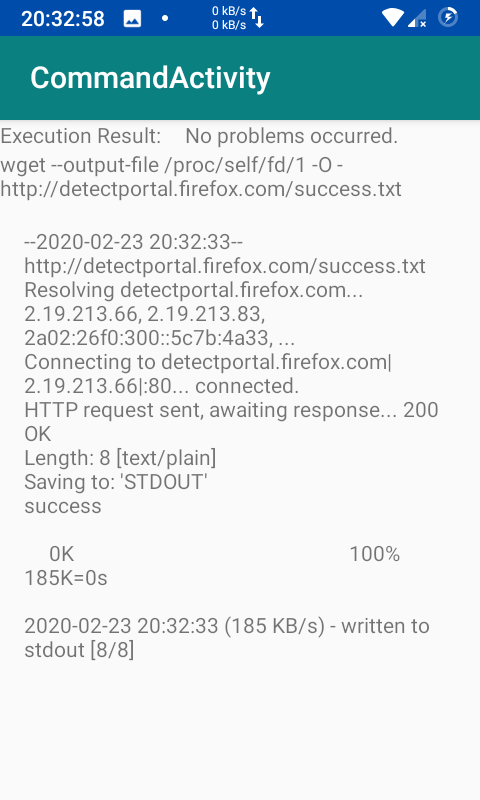 20:32:58
0 kB/s
0 kB/s
CommandActivity
Execution Result: No problems occurred.
wget --output-file /proc/self/fd/1 -O -
http://detectportal.firefox.com/success.txt
--2020-02-23 20:32:33--
http://detectportal.firefox.com/success.txt
Resolving detectportal.firefox.com...
2.19.213.66, 2.19.213.83,
2a02:26f0:300::5c7b:4a33, ...
Connecting to detectportal.firefox.com|
2.19.213.66|:80... connected.
HTTP request sent, awaiting response... 200
OK
Length: 8 [text/plain]
Saving to: 'STDOUT'
success
0K 100%
185K=0s
2020-02-23 20:32:33 (185 KB/s) - written to
stdout [8/8]